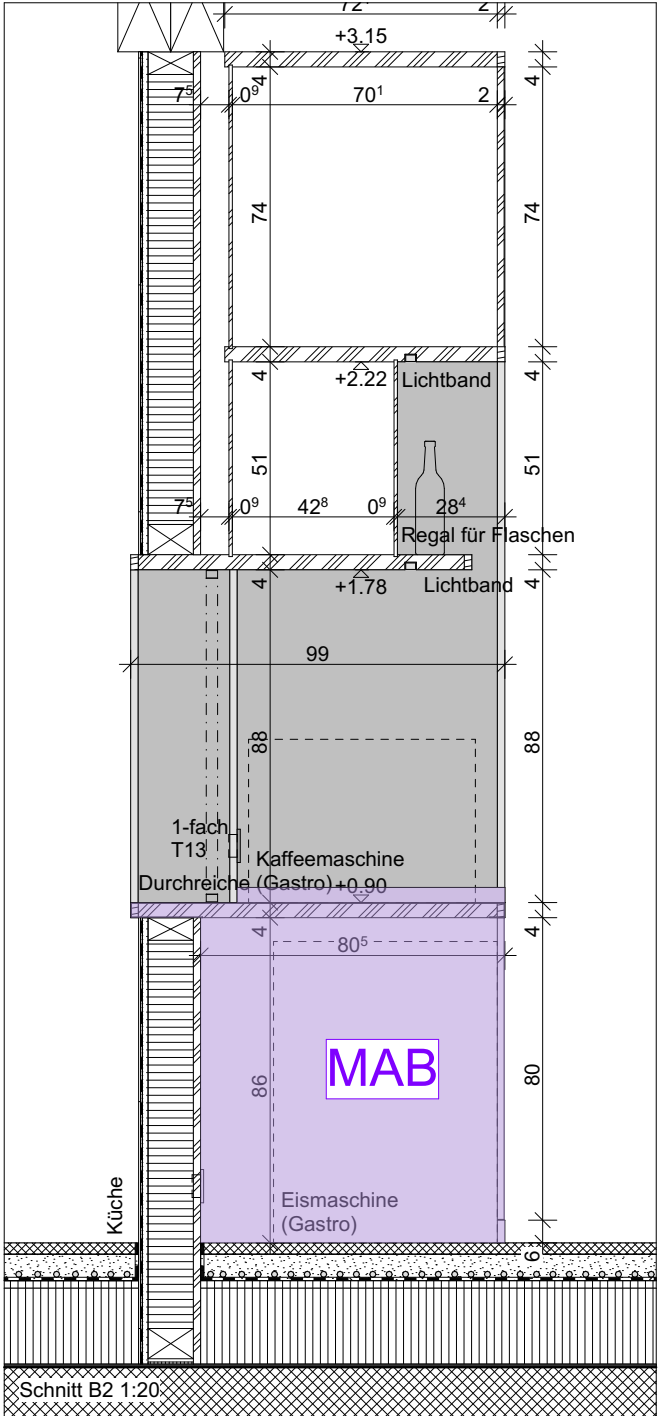 72¹ 2
+3.15
4 4
7⁵ 0⁹ 70¹ 2
74 74
4 +2.22 Lichtband 4
51 51
7⁵ 0⁹ 42⁸ 0⁹ 28⁴
Regal für Flaschen
4 +1.78 Lichtband 4
99
88 88
1-fach
T13
Kaffeemaschine
Durchreiche (Gastro) +0.90
4 4
80⁵
MAB
86 80
Küche
Eismaschine
(Gastro)
6
Schnitt B2 1:20